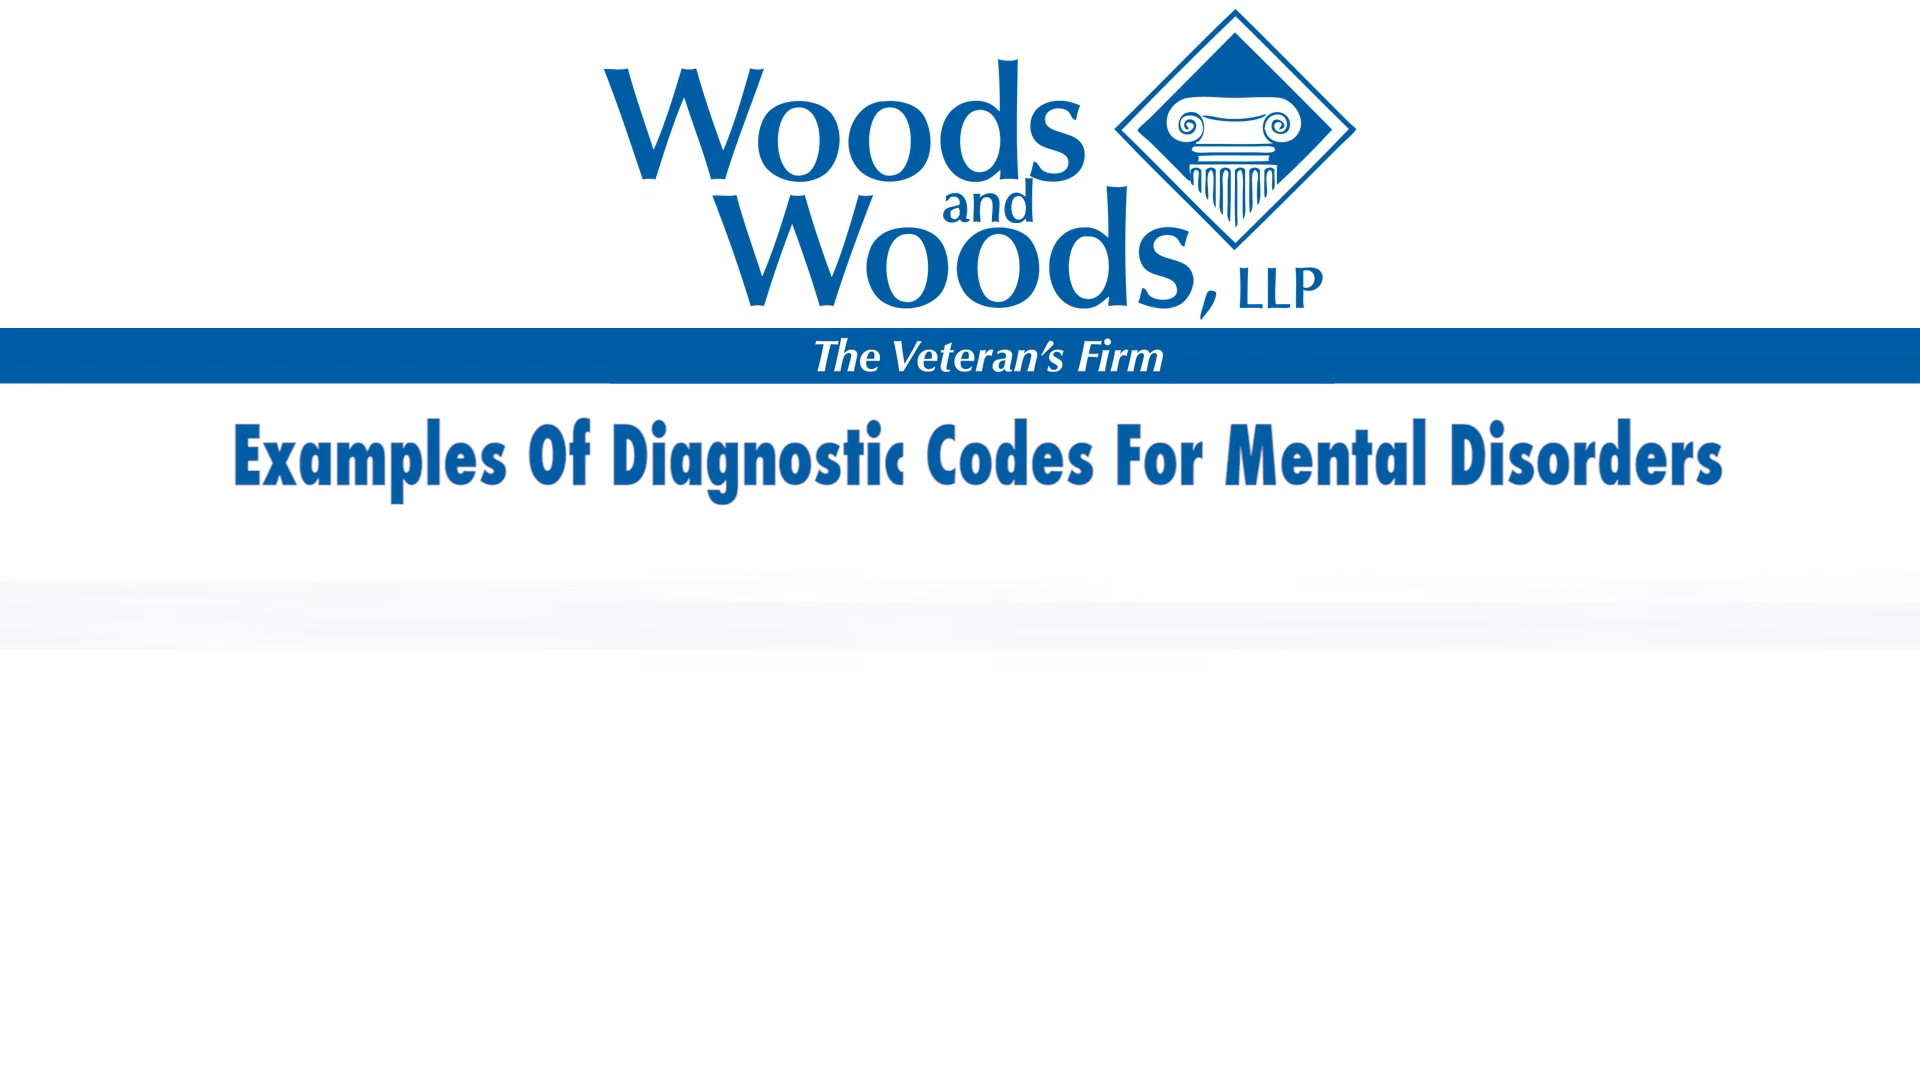 Woods
and
Woods, LLP
The Veteran's Firm
Examples Of Diagnostic Codes For Mental Disorders